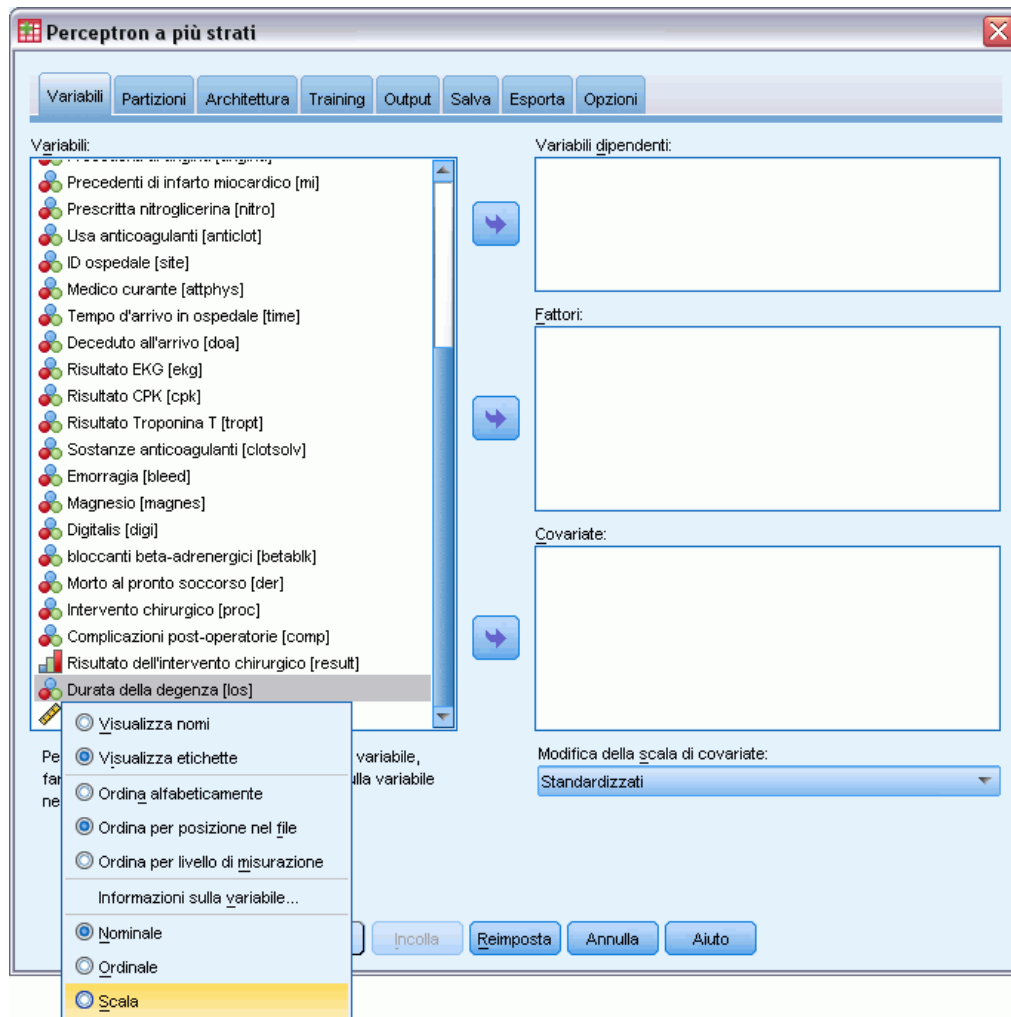 Perceptron a più strati
Variabili Partizioni Architettura Training Output Salva Esporta Opzioni
Variabili:
Precedenti di infarto miocardico [mi]
Prescritta nitroglicerina [nitro]
Usa anticoagulanti [anticlot]
ID ospedale [site]
Medico curante [attphys]
Tempo d'arrivo in ospedale [time]
Deceduto all'arrivo [doa]
Risultato EKG [ekg]
Risultato CPK [cpk]
Risultato Troponina T [tropt]
Sostanze anticoagulanti [clotsolv]
Emorragia [bleed]
Magnesio [magnes]
Digitalis [digi]
bloccanti beta-adrenergici [betablk]
Morto al pronto soccorso [der]
Intervento chirurgico [proc]
Complicazioni post-operatorie [comp]
Risultato dell'intervento chirurgico [result]
Durata della degenza [los]
Variabili dipendenti:
Fattori:
Covariate:
Modifica della scala di covariate:
Standardizzati
Pe variabile,
far ulla variabile
ne
Visualizza nomi
Visualizza etichette
Ordina alfabeticamente
Ordina per posizione nel file
Ordina per livello di misurazione
Informazioni sulla variabile...
Nominale
Ordinale
Scala
Incolla Reimposta Annulla Aiuto